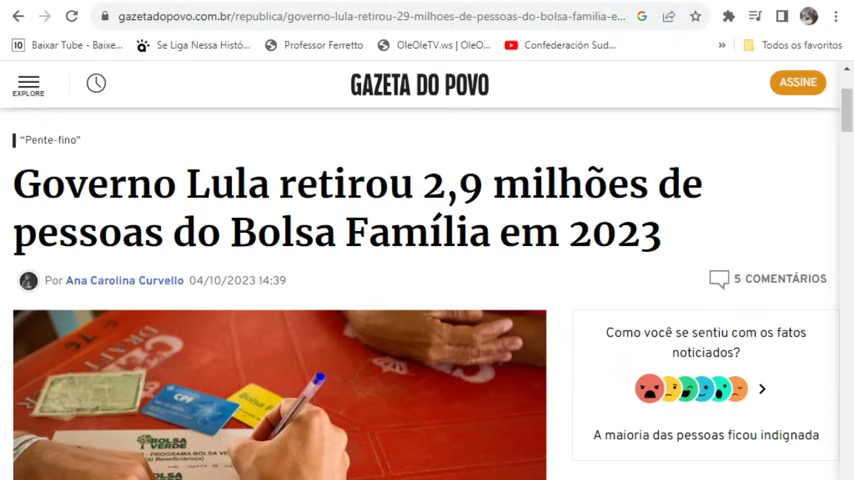 gazetadopovo.com.br/republica/governo-lula-retirou-29-milhoes-de-pessoas-do-bolsa-familia-e...
Baixar Tube - Baixe...
Se Liga Nessa Histó...
Professor Ferretto
OleOleTV.ws | OleO...
Confederación Sud...
»
Todos os favoritos
EXPLORE
GAZETA DO POVO
ASSINE
"Pente-fino"
Governo Lula retirou 2,9 milhões de
pessoas do Bolsa Família em 2023
Por Ana Carolina Curvello 04/10/2023 14:39
5 COMENTÁRIOS
Como você se sentiu com os fatos
noticiados?
A maioria das pessoas ficou indignada
CPF
Bolsa
BOLSA
VERDE
PROGRAMA BOLSA VE
BOLSA